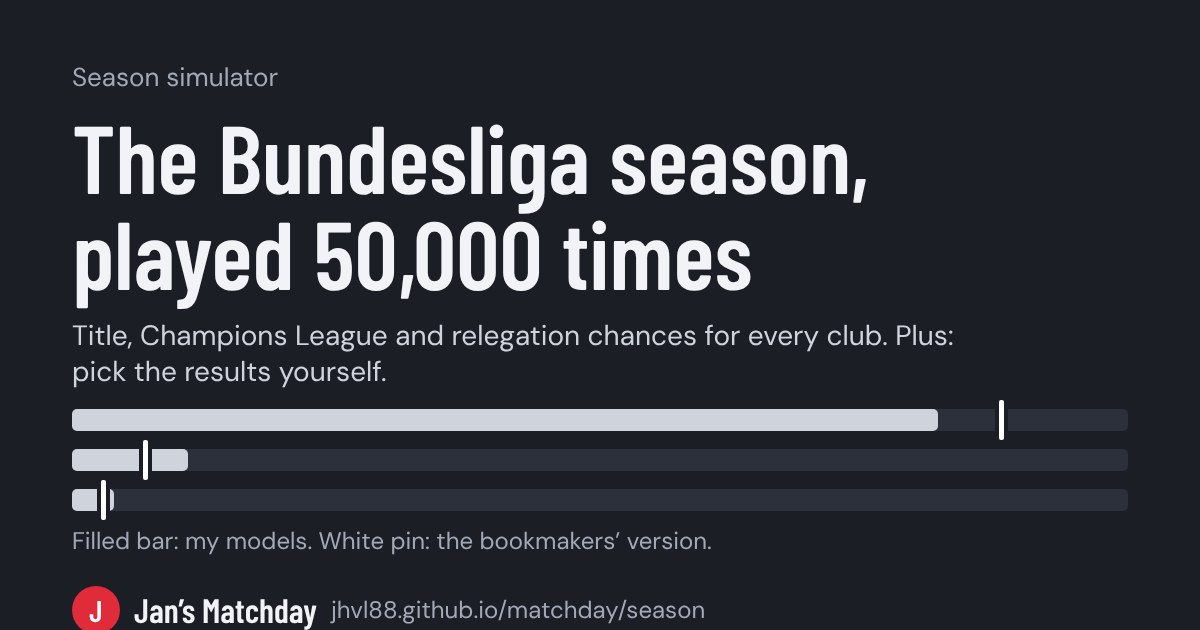 Season simulator
The Bundesliga season,
played 50,000 times
Title, Champions League and relegation chances for every club. Plus:
pick the results yourself.
Filled bar: my models. White pin: the bookmakers’ version.
J Jan’s Matchday jhvl88.github.io/matchday/season